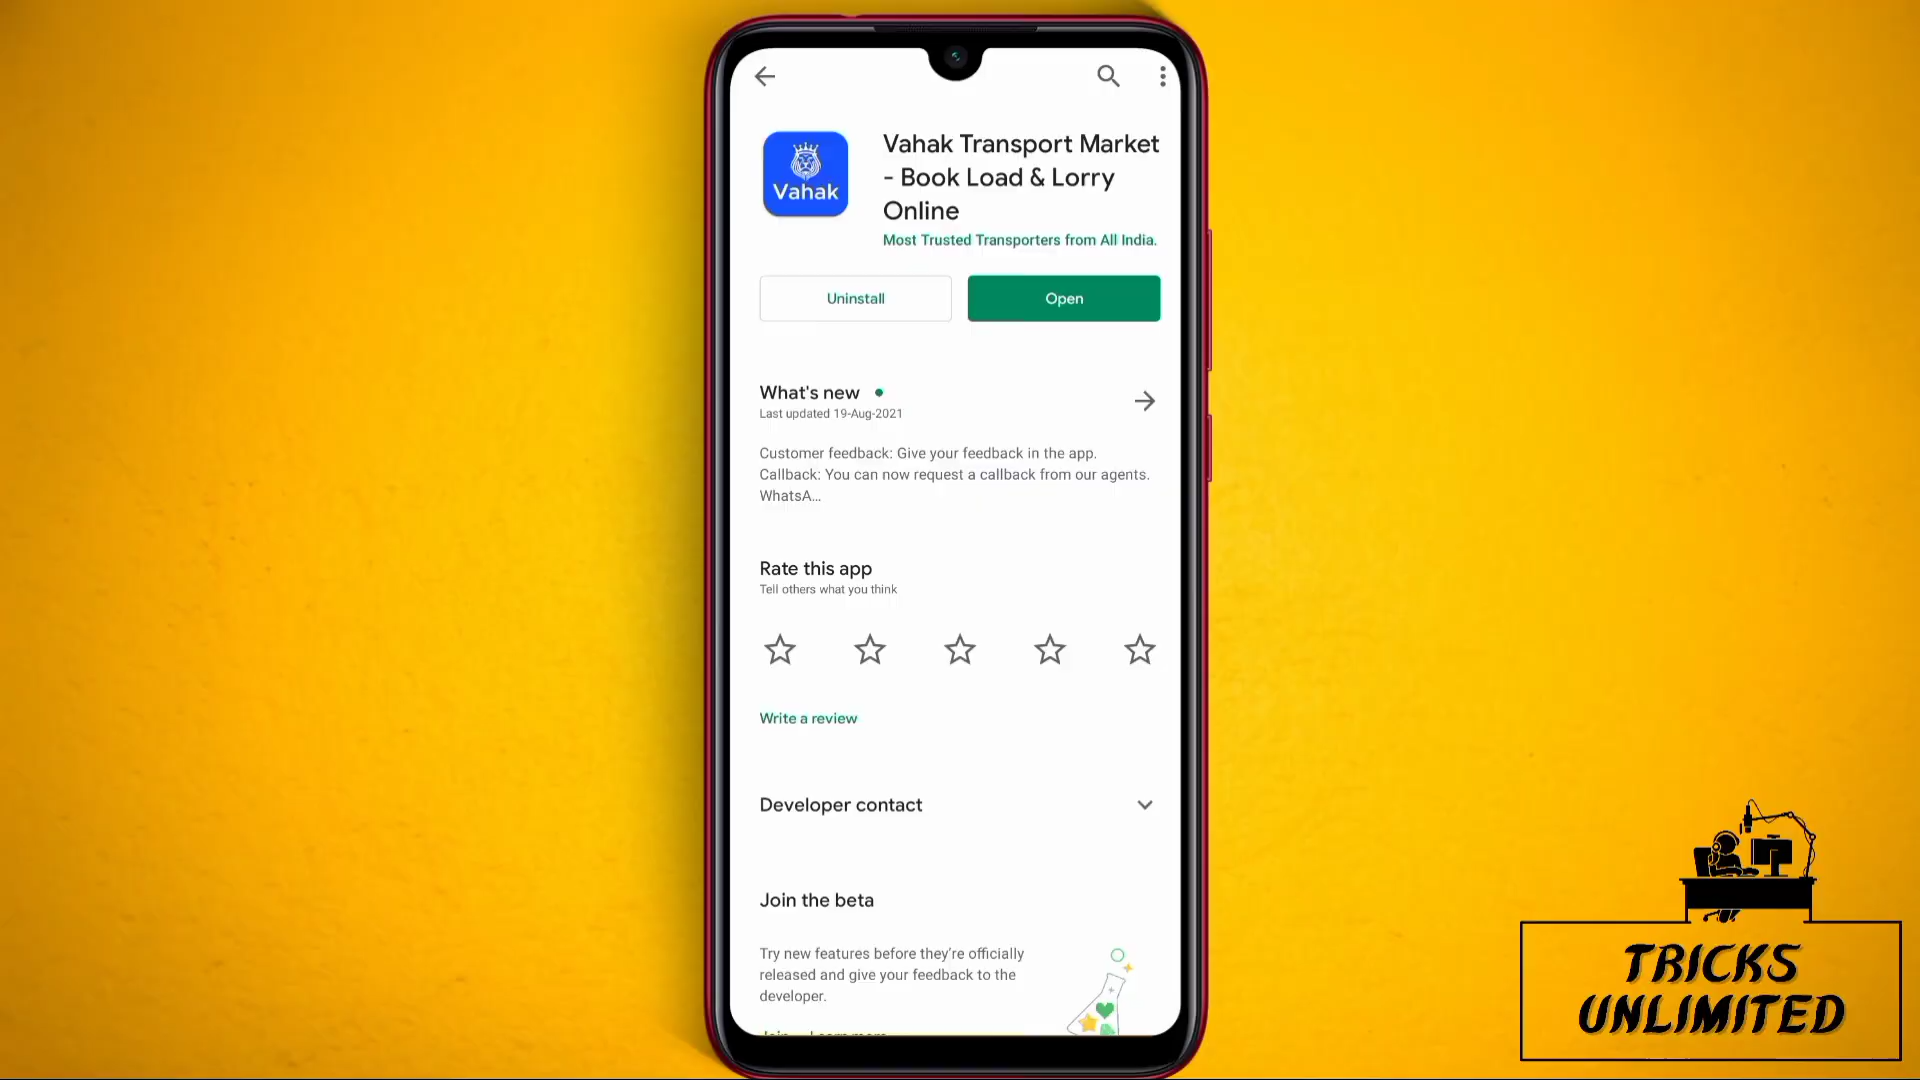 Vahak Transport Market
- Book Load & Lorry
Online
Vahak
Most Trusted Transporters from All India.
Uninstall
Open
What's new
Last updated 19-Aug-2021
Customer feedback: Give your feedback in the app.
Callback: You can now request a callback from our agents.
WhatsA...
Rate this app
Tell others what you think
Write a review
Developer contact
Join the beta
Try new features before they're officially
released and give your feedback to the
developer.
Join
Learn more
TRICKS
UNLIMITED